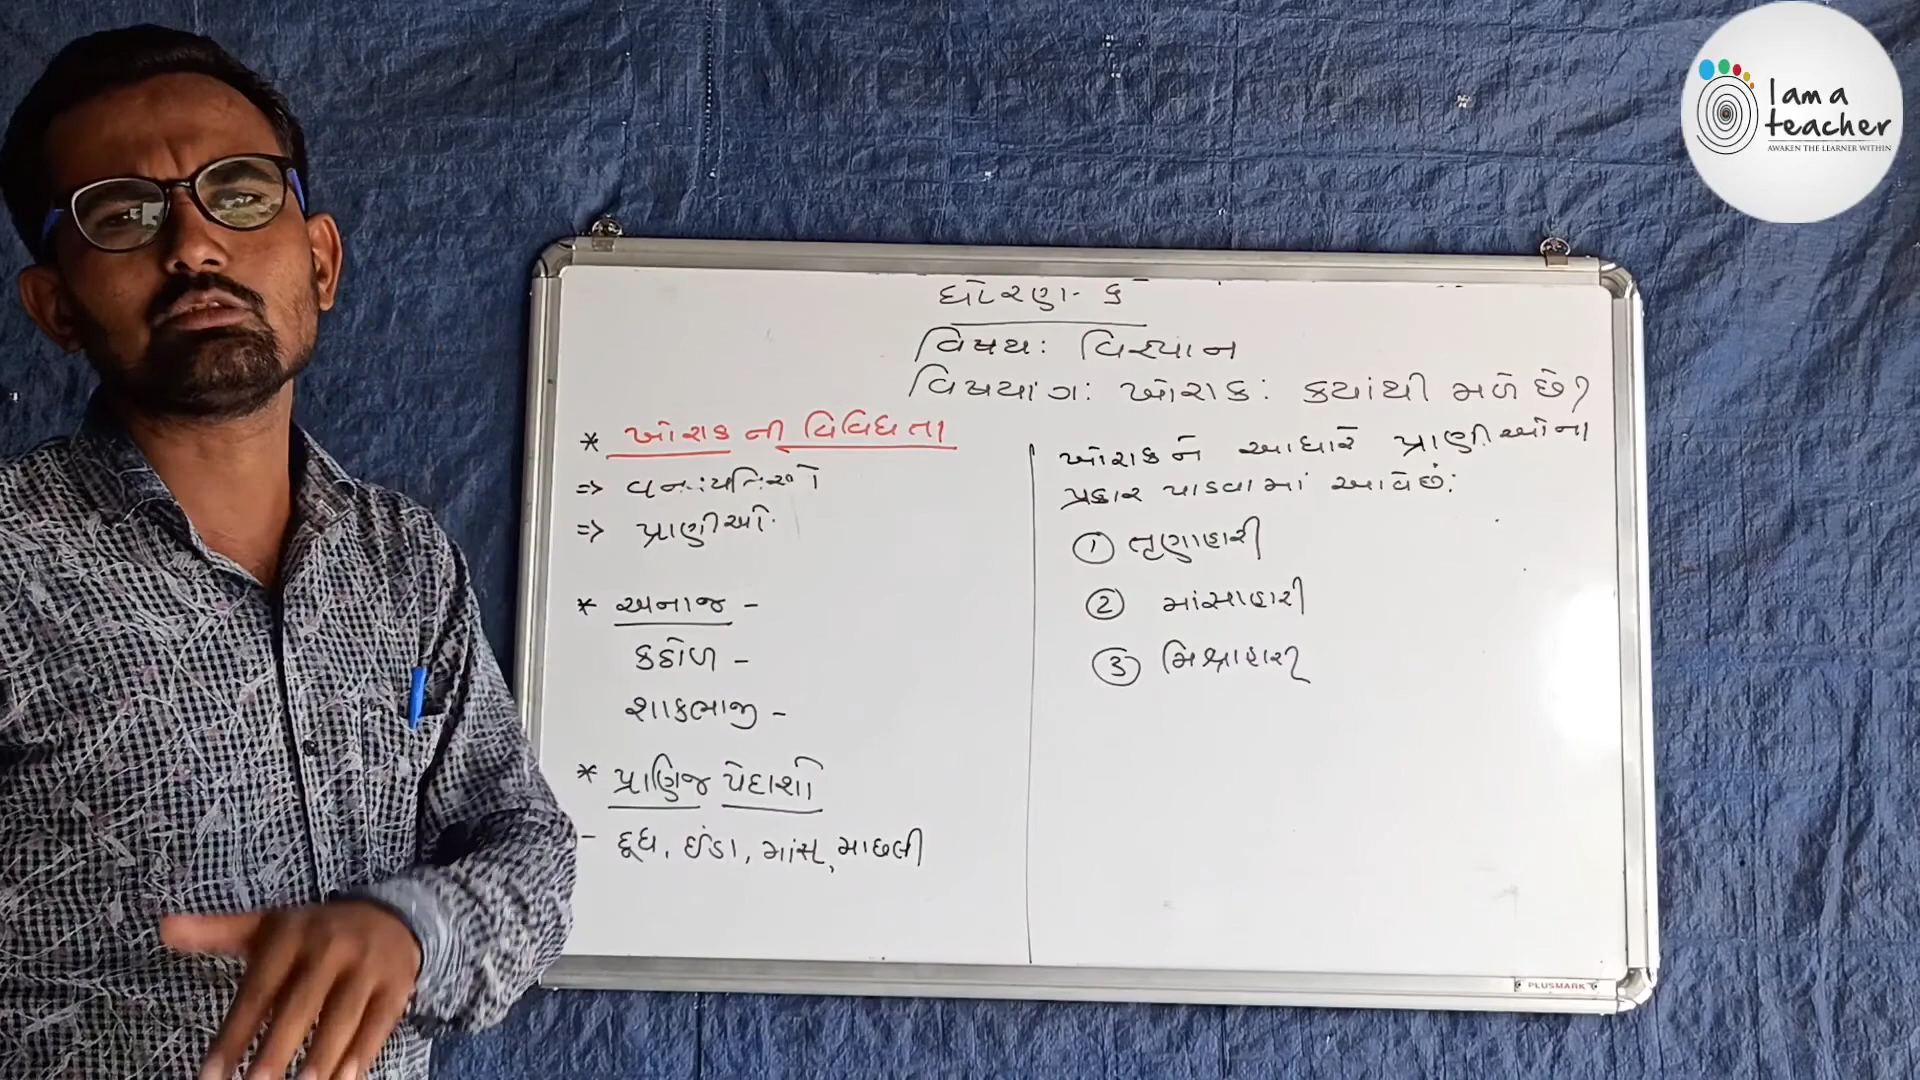 I am a
teacher
AWAKEN THE LEARNER WITHIN
ધોરણ - ૬
વિષય: વિજ્ઞાન
વિષયાંગ: ખોરાક: ક્યાંથી મળે છે?
* ખોરાક ની વિવિધતા
=> વનસ્પતિઓ
=> પ્રાણીઓ
* અનાજ -
કઠોળ -
શાકભાજી -
* પ્રાણિજ પેદાશો
- દૂધ, ઈંડા, માંસ, માછલી
ખોરાકને આધારે પ્રાણીઓના
પ્રકાર પાડવામાં આવે છે:
① તૃણાહારી
② માંસાહારી
③ મિશ્રાહારી
PLUSMARK